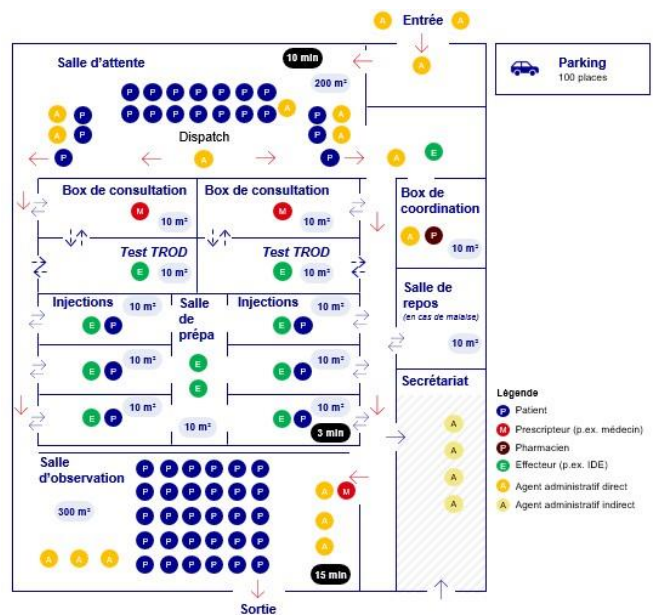 A Entrée A
Parking
100 places
A
Salle d'attente
10 min
200 m²
P P P P P P P
P P P P P P P A
A P
A P
P
P A
P A
P
Dispatch
A
A
E
Box de consultation
M
10 m²
Box de consultation
M
10 m²
Box de
coordination
A P
10 m²
Test TROD
E
10 m²
Test TROD
E
10 m²
Salle de
repos
(en cas de malaise)
10 m²
Injections
10 m²
E P
10 m²
E P
10 m²
E P
Salle
de
prépa
E
E
10 m²
Injections
10 m²
E P
10 m²
E P
10 m²
E P
3 min
Secrétariat
A
A
A
A
Légende
P Patient
M Prescripteur (p.ex. médecin)
P Pharmacien
E Effecteur (p.ex. IDE)
A Agent administratif direct
A Agent administratif indirect
Salle
d'observation
300 m²
A A A
P P P P P P
P P P P P P
P P P P P P
P P P P P P
P P P P P P
A M
A
A
15 min
Sortie